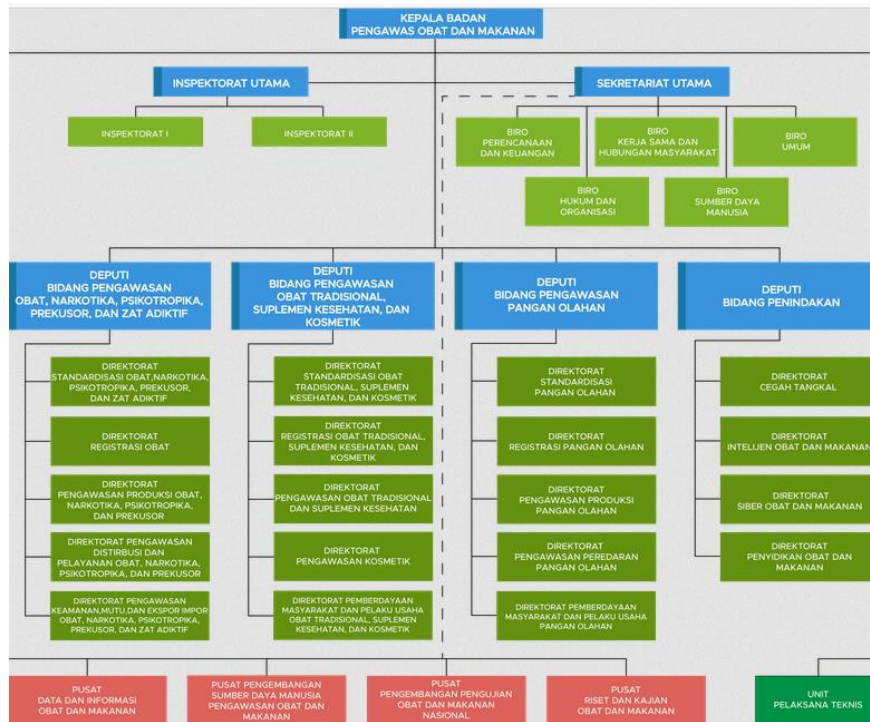 KEPALA BADAN
PENGAWAS OBAT DAN MAKANAN
INSPEKTORAT UTAMA
SEKRETARIAT UTAMA
INSPEKTORAT I
INSPEKTORAT II
BIRO
PERENCANAAN
DAN KEUANGAN
BIRO
KERJA SAMA DAN
HUBUNGAN MASYARAKAT
BIRO
UMUM
BIRO
HUKUM DAN
ORGANISASI
BIRO
SUMBER DAYA
MANUSIA
DEPUTI
BIDANG PENGAWASAN
OBAT, NARKOTIKA, PSIKOTROPIKA,
PREKUSOR, DAN ZAT ADIKTIF
DEPUTI
BIDANG PENGAWASAN
OBAT TRADISIONAL,
SUPLEMEN KESEHATAN, DAN
KOSMETIK
DEPUTI
BIDANG PENGAWASAN
PANGAN OLAHAN
DEPUTI
BIDANG PENINDAKAN
DIREKTORAT
STANDARDISASI OBAT,NARKOTIKA,
PSIKOTROPIKA, PREKUSOR,
DAN ZAT ADIKTIF
DIREKTORAT
STANDARDISASI OBAT
TRADISIONAL, SUPLEMEN
KESEHATAN, DAN KOSMETIK
DIREKTORAT
STANDARDISASI
PANGAN OLAHAN
DIREKTORAT
CEGAH TANGKAL
DIREKTORAT
REGISTRASI OBAT
DIREKTORAT
REGISTRASI OBAT TRADISIONAL,
SUPLEMEN KESEHATAN, DAN
KOSMETIK
DIREKTORAT
REGISTRASI PANGAN OLAHAN
DIREKTORAT
INTELIJEN OBAT DAN MAKANAN
DIREKTORAT
PENGAWASAN PRODUKSI OBAT,
NARKOTIKA, PSIKOTROPIKA,
DAN PREKUSOR
DIREKTORAT
PENGAWASAN OBAT TRADISIONAL
DAN SUPLEMEN KESEHATAN
DIREKTORAT
PENGAWASAN PRODUKSI
PANGAN OLAHAN
DIREKTORAT
SIBER OBAT DAN MAKANAN
DIREKTORAT PENGAWASAN
DISTIRBUSI DAN
PELAYANAN OBAT, NARKOTIKA,
PSIKOTROPIKA, DAN PREKUSOR
DIREKTORAT
PENGAWASAN KOSMETIK
DIREKTORAT
PENGAWASAN PEREDARAN
PANGAN OLAHAN
DIREKTORAT
PENYIDIKAN OBAT DAN
MAKANAN
DIREKTORAT PENGAWASAN
KEAMANAN,MUTU,DAN EKSPOR IMPOR
OBAT, NARKOTIKA, PSIKOTROPIKA,
PREKUSOR, DAN ZAT ADIKTIF
DIREKTORAT PEMBERDAYAAN
MASYARAKAT DAN PELAKU USAHA
OBAT TRADISIONAL, SUPLEMEN
KESEHATAN, DAN KOSMETIK
DIREKTORAT PEMBERDAYAAN
MASYARAKAT DAN PELAKU USAHA
PANGAN OLAHAN
PUSAT
DATA DAN INFORMASI
OBAT DAN MAKANAN
PUSAT PENGEMBANGAN
SUMBER DAYA MANUSIA
PENGAWASAN OBAT DAN
MAKANAN
PUSAT
PENGEMBANGAN PENGUJIAN
OBAT DAN MAKANAN
NASIONAL
PUSAT
RISET DAN KAJIAN
OBAT DAN MAKANAN
UNIT
PELAKSANA TEKNIS